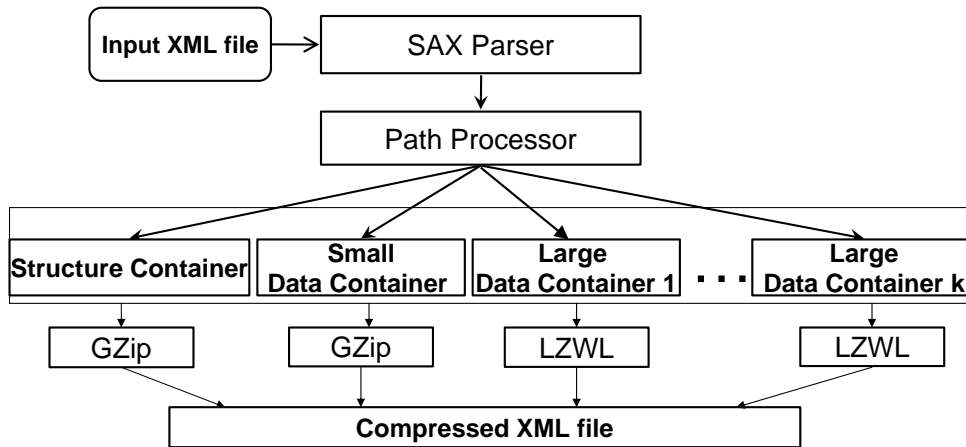 Input XML file
SAX Parser
Path Processor
Structure Container
Small
Data Container
Large
Data Container 1
. . .
Large
Data Container k
GZip
GZip
LZWL
LZWL
Compressed XML file